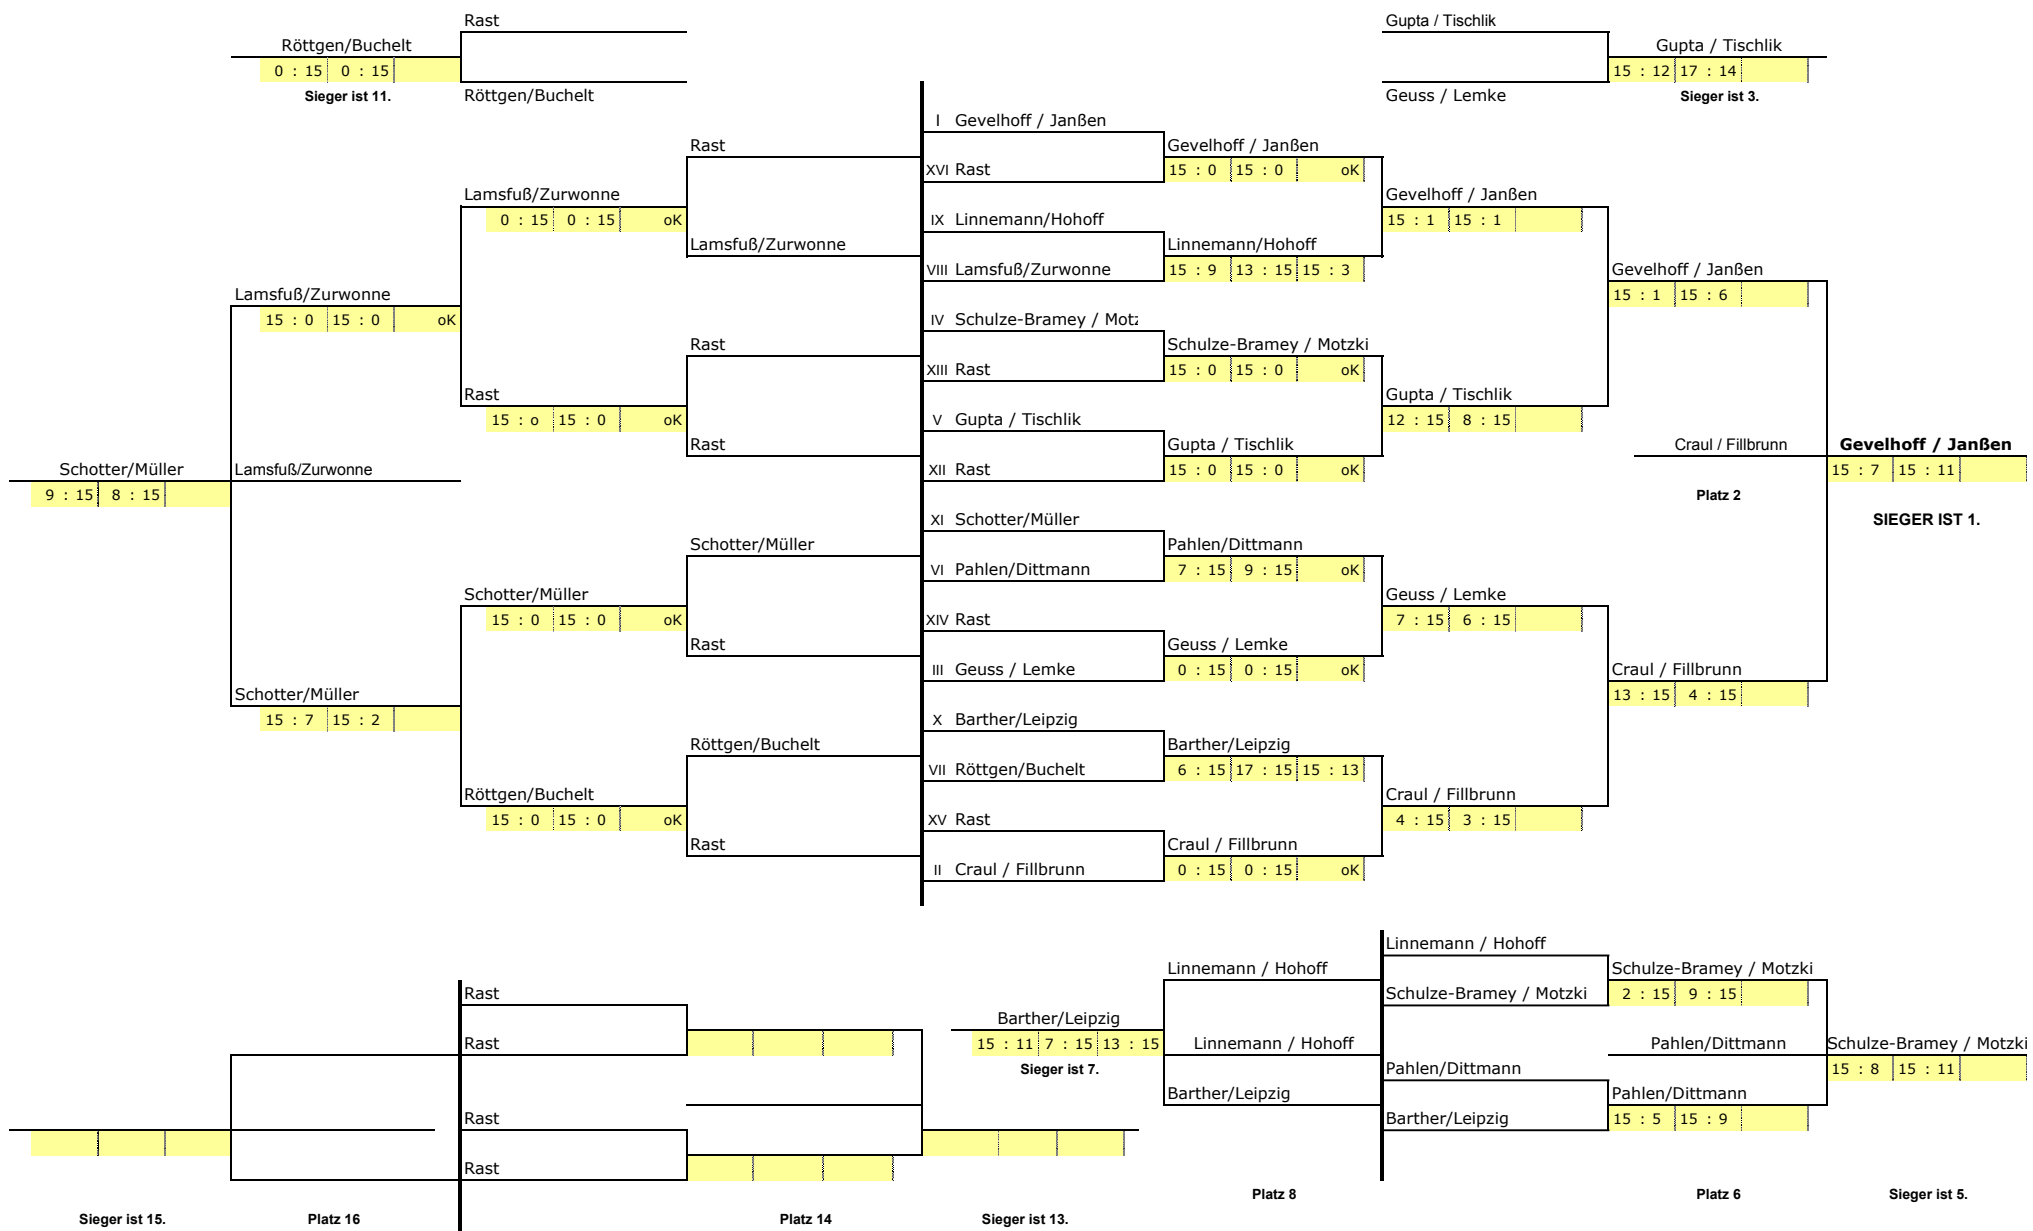 Rast
Gupta / Tischlik
Röttgen/Buchelt
Gupta / Tischlik
0 : 15 0 : 15
15 : 12 17 : 14
Sieger ist 11.
Röttgen/Buchelt
Geuss / Lemke
Sieger ist 3.
I Gevelhoff / Janßen
Rast
Gevelhoff / Janßen
XVI Rast
15 : 0 15 : 0 oK
Lamsfuß/Zurwonne
Gevelhoff / Janßen
0 : 15 0 : 15 oK
IX Linnemann/Hohoff
15 : 1 15 : 1
Lamsfuß/Zurwonne
Linnemann/Hohoff
VIII Lamsfuß/Zurwonne
15 : 9 13 : 15 15 : 3
Gevelhoff / Janßen
Lamsfuß/Zurwonne
15 : 1 15 : 6
15 : 0 15 : 0 oK
IV Schulze-Bramey / Motz
Rast
Schulze-Bramey / Motzki
XIII Rast
15 : 0 15 : 0 oK
Rast
Gupta / Tischlik
15 : o 15 : 0 oK
V Gupta / Tischlik
12 : 15 8 : 15
Rast
Gupta / Tischlik
Craul / Fillbrunn
Gevelhoff / Janßen
Schotter/Müller
Lamsfuß/Zurwonne
XII Rast
15 : 0 15 : 0 oK
15 : 7 15 : 11
9 : 15 8 : 15
Platz 2
XI Schotter/Müller
SIEGER IST 1.
Schotter/Müller
Pahlen/Dittmann
VI Pahlen/Dittmann
7 : 15 9 : 15 oK
Schotter/Müller
Geuss / Lemke
15 : 0 15 : 0 oK
XIV Rast
7 : 15 6 : 15
Rast
Geuss / Lemke
III Geuss / Lemke
0 : 15 0 : 15 oK
Craul / Fillbrunn
Schotter/Müller
13 : 15 4 : 15
15 : 7 15 : 2
X Barther/Leipzig
Röttgen/Buchelt
Barther/Leipzig
VII Röttgen/Buchelt
6 : 15 17 : 15 15 : 13
Röttgen/Buchelt
Craul / Fillbrunn
15 : 0 15 : 0 oK
XV Rast
4 : 15 3 : 15
Rast
Craul / Fillbrunn
II Craul / Fillbrunn
0 : 15 0 : 15 oK
Linnemann / Hohoff
Linnemann / Hohoff
Schulze-Bramey / Motzki
Rast
Schulze-Bramey / Motzki
2 : 15 9 : 15
Barther/Leipzig
Rast
15 : 11 7 : 15 13 : 15
Linnemann / Hohoff
Pahlen/Dittmann
Schulze-Bramey / Motzki
Sieger ist 7.
Pahlen/Dittmann
15 : 8 15 : 11
Barther/Leipzig
Pahlen/Dittmann
Rast
Barther/Leipzig
15 : 5 15 : 9
Rast
Platz 8
Platz 6
Sieger ist 5.
Sieger ist 15.
Platz 16
Platz 14
Sieger ist 13.